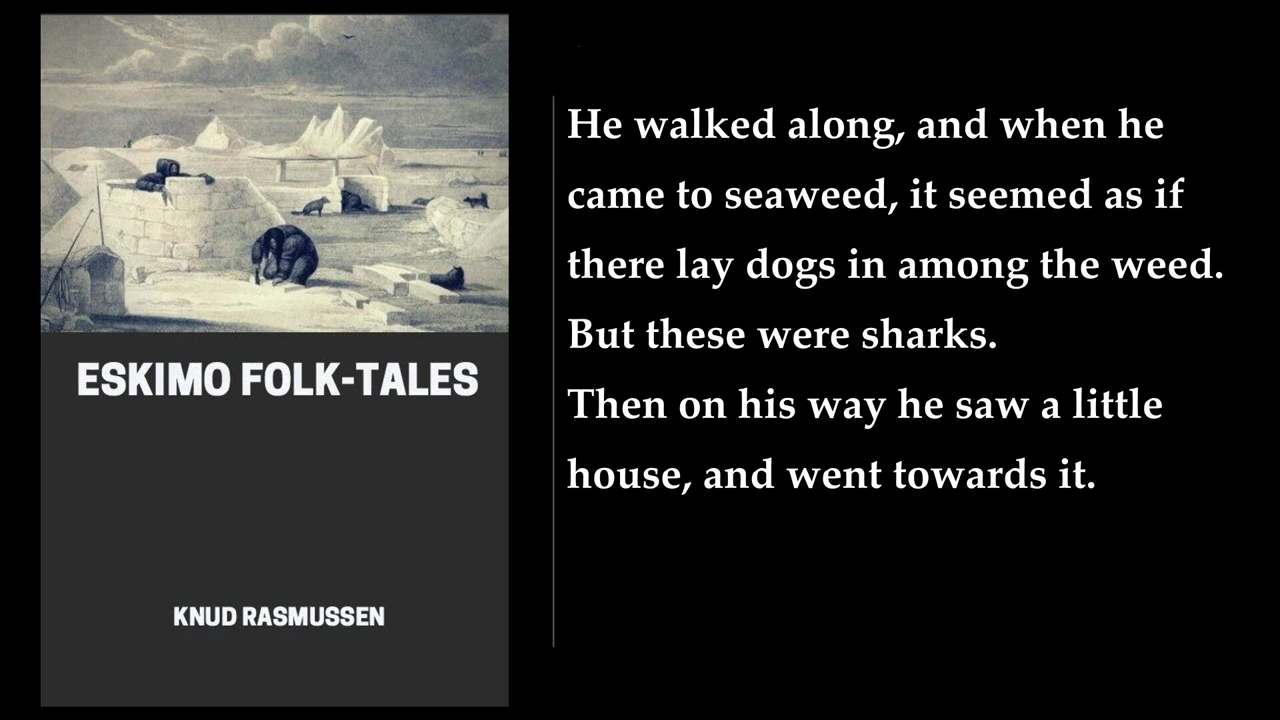 ESKIMO FOLK-TALES
KNUD RASMUSSEN
He walked along, and when he
came to seaweed, it seemed as if
there lay dogs in among the weed.
But these were sharks.
Then on his way he saw a little
house, and went towards it.